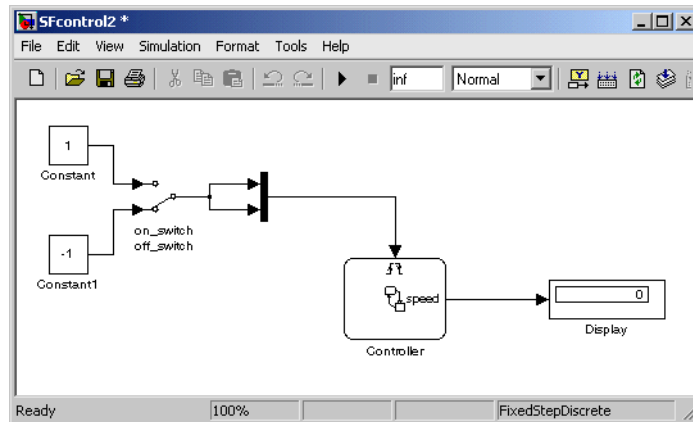 SFcontrol2 *
File Edit View Simulation Format Tools Help
inf Normal
1
Constant
on_switch
off_switch
-1
Constant1
speed
Controller
0
Display
Ready 100% FixedStepDiscrete